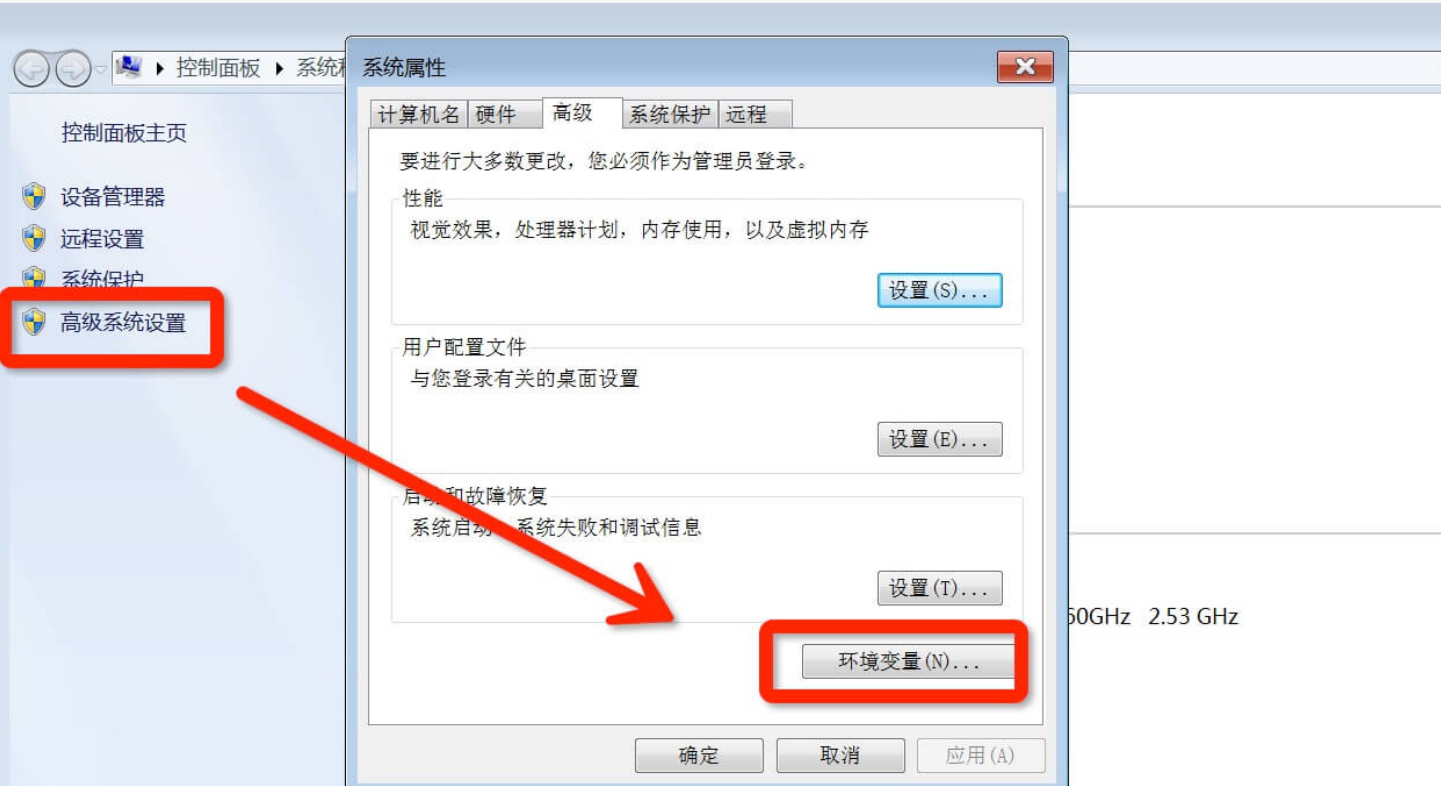 控制面板 系统
系统属性
计算机名 硬件 高级 系统保护 远程
控制面板主页
设备管理器
远程设置
系统保护
高级系统设置
要进行大多数更改，您必须作为管理员登录。
性能
视觉效果，处理器计划，内存使用，以及虚拟内存
设置(S)...
用户配置文件
与您登录有关的桌面设置
设置(E)...
启动和故障恢复
系统启动 系统失败和调试信息
设置(T)...
环境变量(N)...
确定 取消 应用(A)
60GHz 2.53 GHz